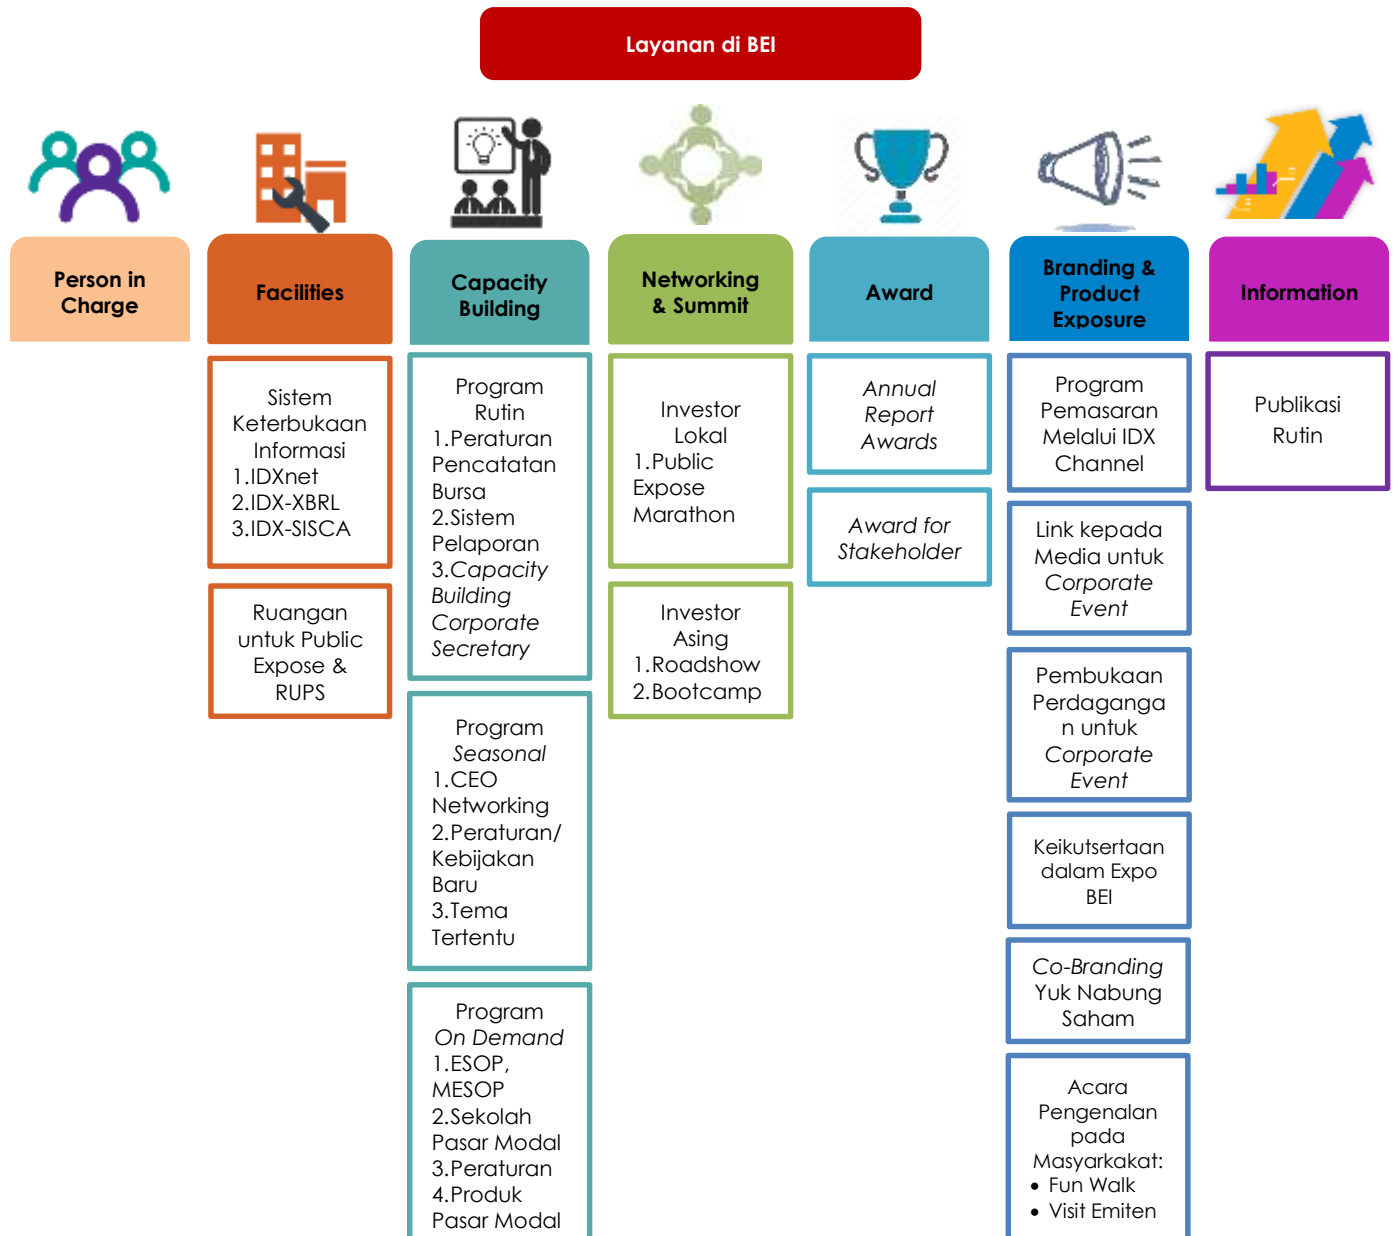 Layanan di BEI
Person in
Charge
Facilities
Capacity
Building
Networking
& Summit
Award
Branding &
Product
Exposure
Information
Sistem
Keterbukaan
Informasi
1.IDXnet
2.IDX-XBRL
3.IDX-SISCA
Ruangan
untuk Public
Expose &
RUPS
Program
Rutin
1.Peraturan
Pencatatan
Bursa
2.Sistem
Pelaporan
3.Capacity
Building
Corporate
Secretary
Program
Seasonal
1.CEO
Networking
2.Peraturan/
Kebijakan
Baru
3.Tema
Tertentu
Program
On Demand
1.ESOP,
MESOP
2.Sekolah
Pasar Modal
3.Peraturan
4.Produk
Pasar Modal
Investor
Lokal
1.Public
Expose
Marathon
Investor
Asing
1.Roadshow
2.Bootcamp
Annual
Report
Awards
Award for
Stakeholder
Program
Pemasaran
Melalui IDX
Channel
Link kepada
Media untuk
Corporate
Event
Pembukaan
Perdaganga
n untuk
Corporate
Event
Keikutsertaan
dalam Expo
BEI
Co-Branding
Yuk Nabung
Saham
Acara
Pengenalan
pada
Masyarkakat:
• Fun Walk
• Visit Emiten
Publikasi
Rutin